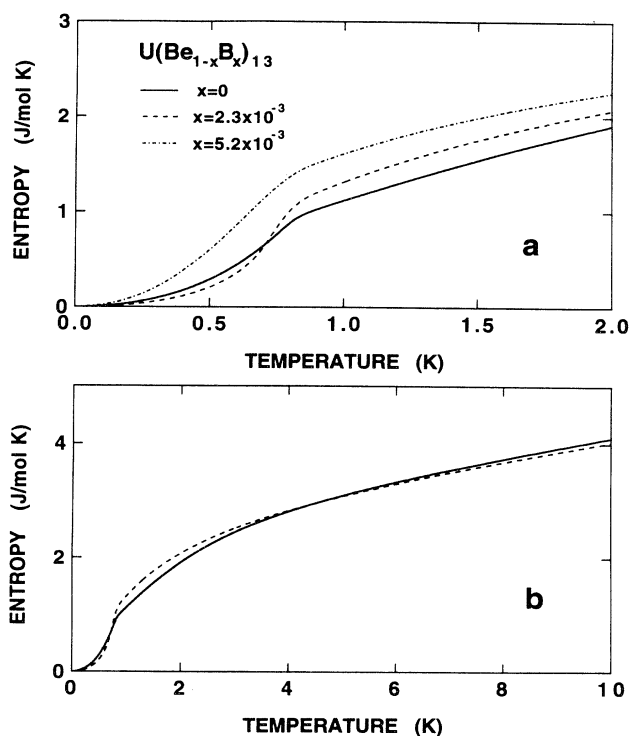 3
2
1
0
ENTROPY (J/mol K)
U(Be₁₋ₓBₓ)₁₃
x=0
x=2.3x10⁻³
x=5.2x10⁻³
a
0.0 0.5 1.0 1.5 2.0
TEMPERATURE (K)
4
2
0
ENTROPY (J/mol K)
b
0 2 4 6 8 10
TEMPERATURE (K)